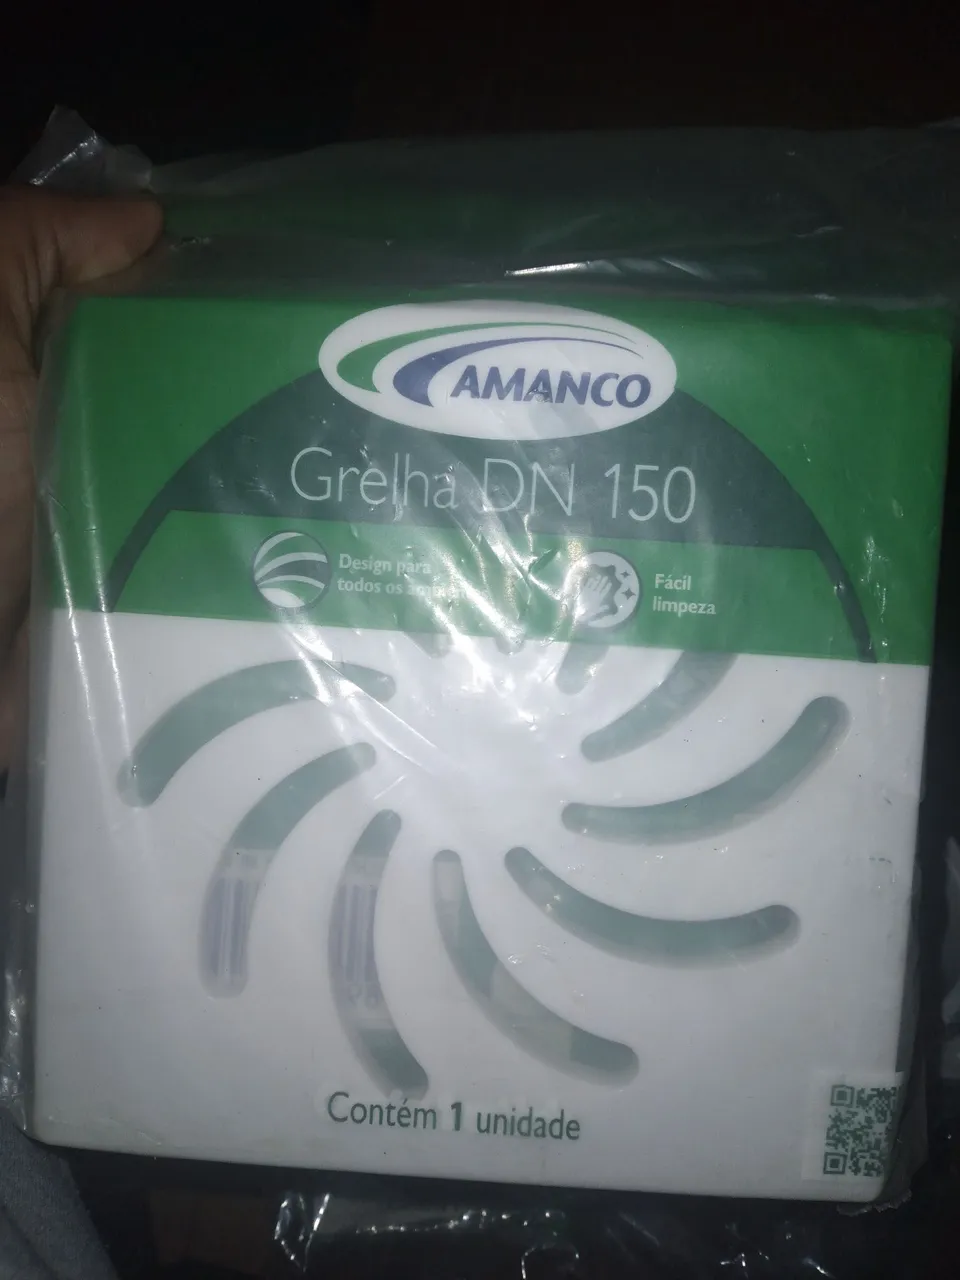 AMANCO
Grelha DN 150
Design para
todos os
Fácil
limpeza
Contém 1 unidade